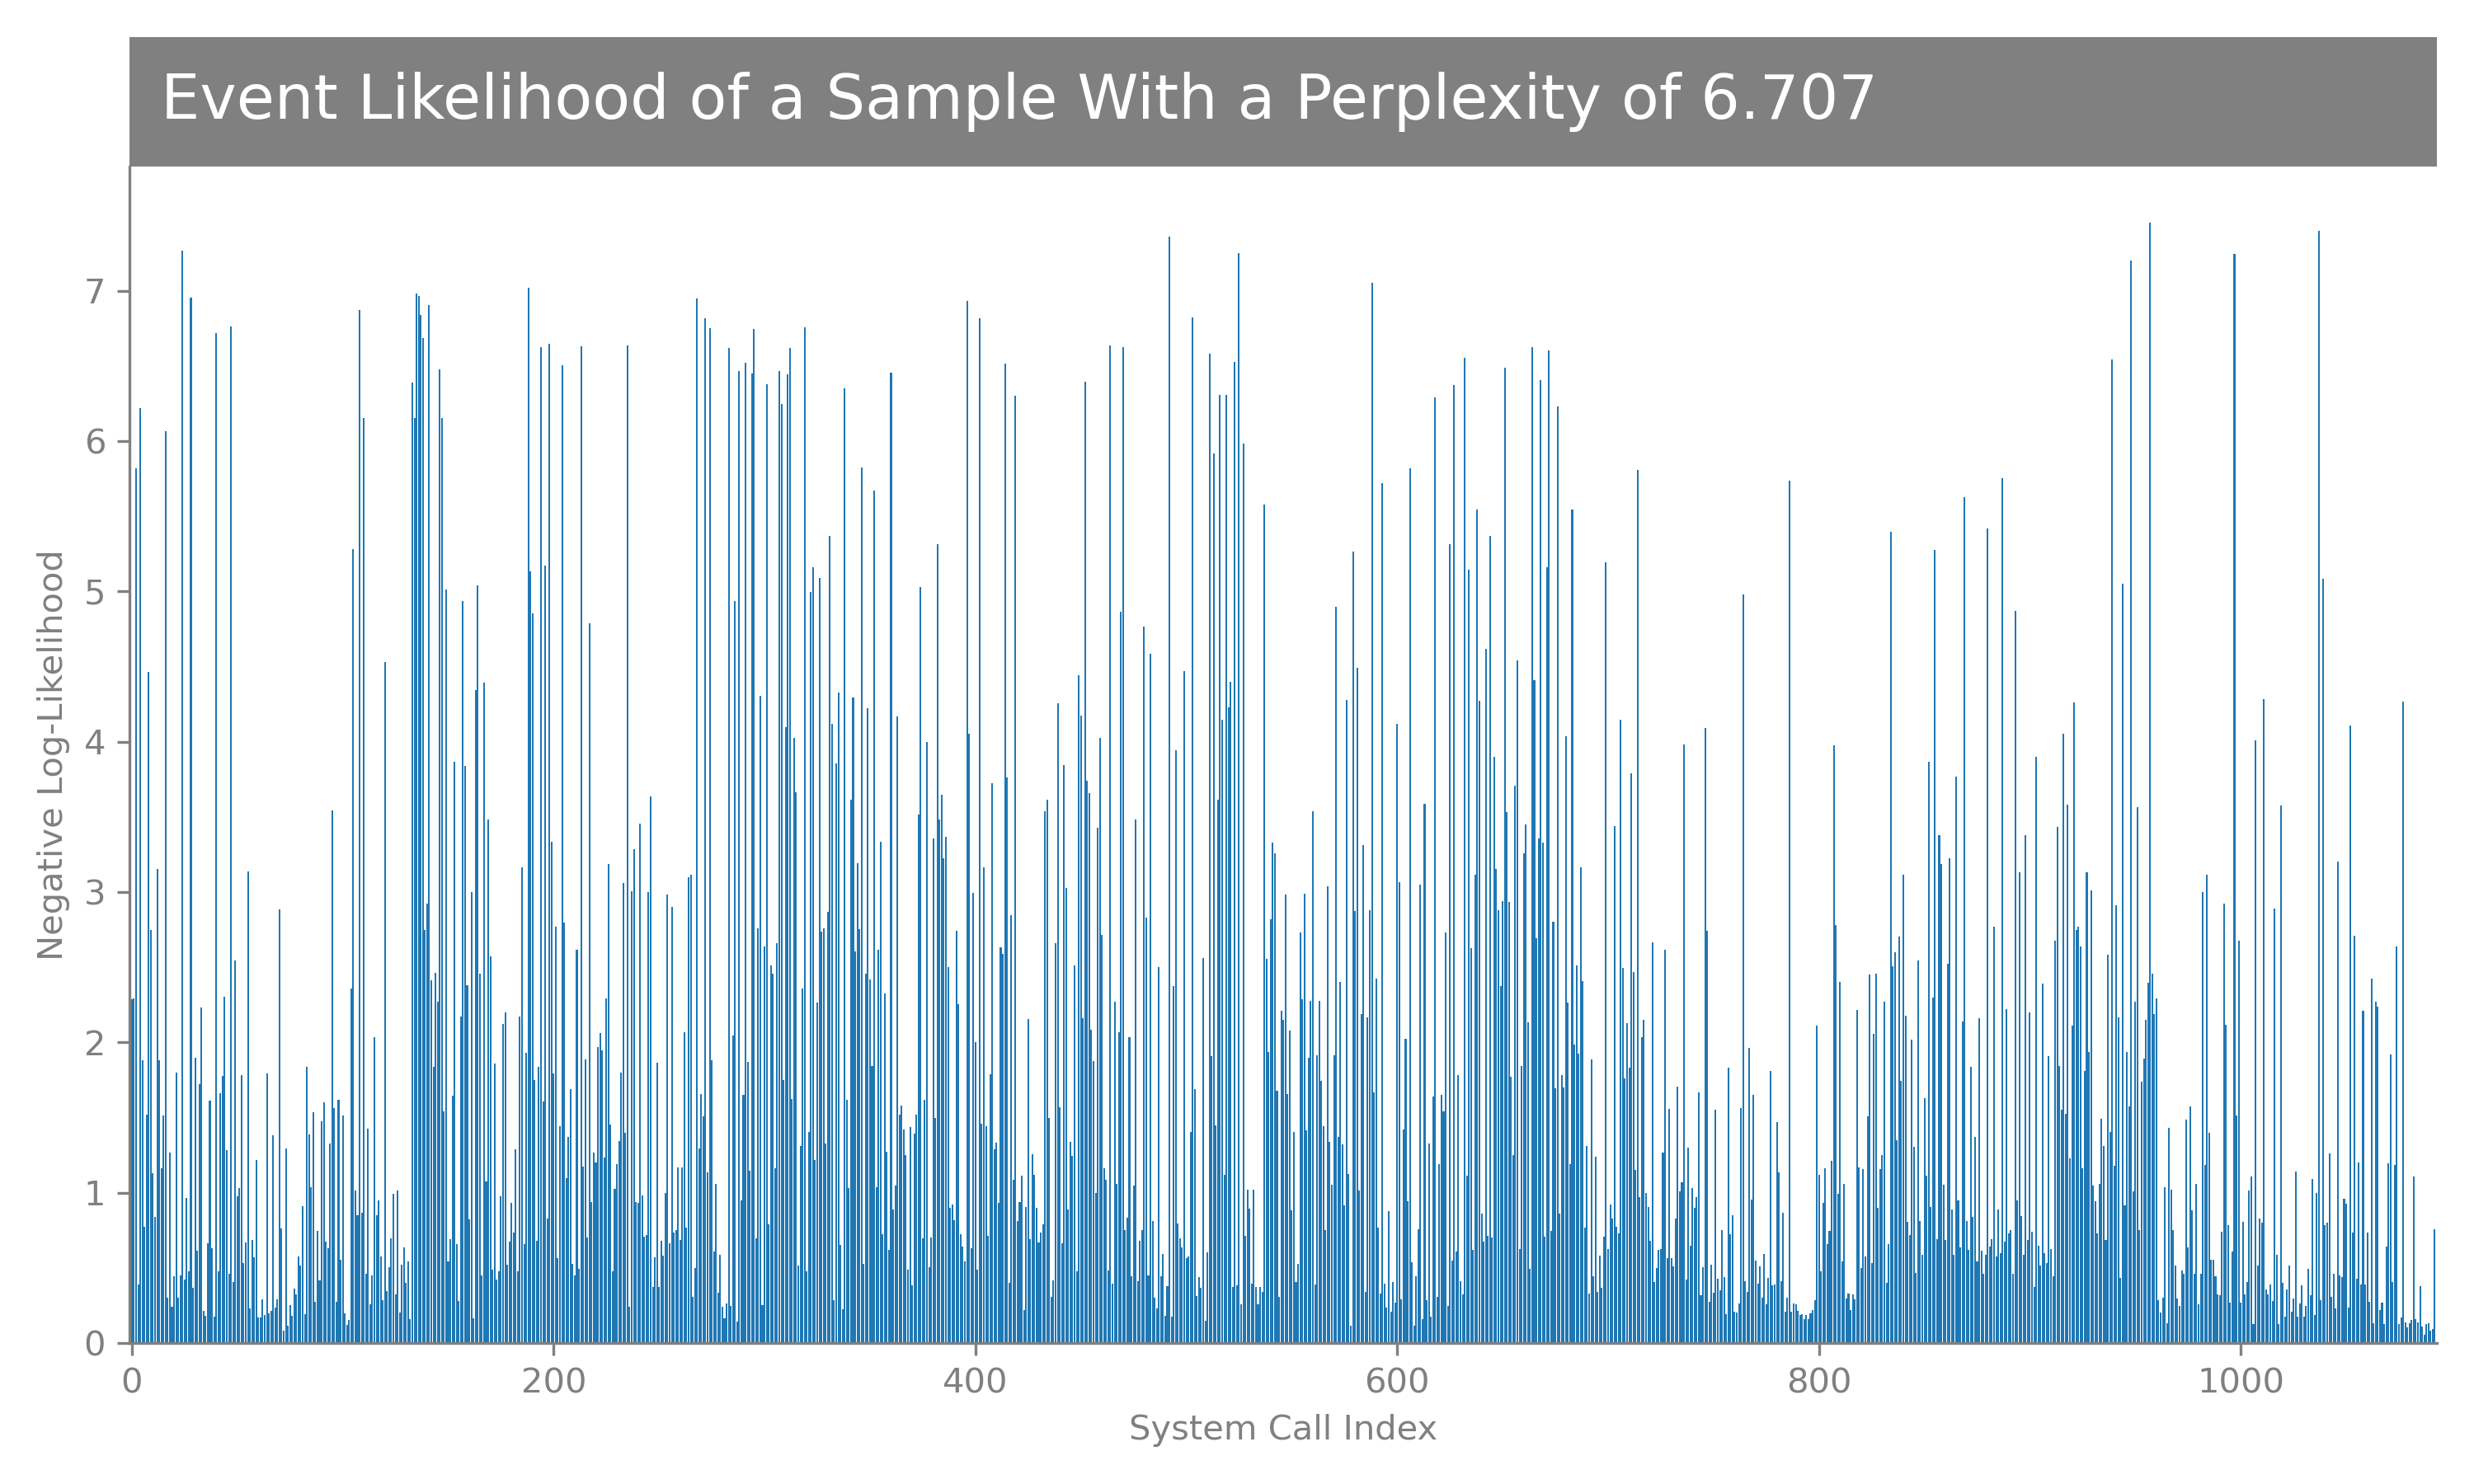 Event Likelihood of a Sample With a Perplexity of 6.707
Negative Log-Likelihood
7
6
5
4
3
2
1
0
0 200 400 600 800 1000
System Call Index